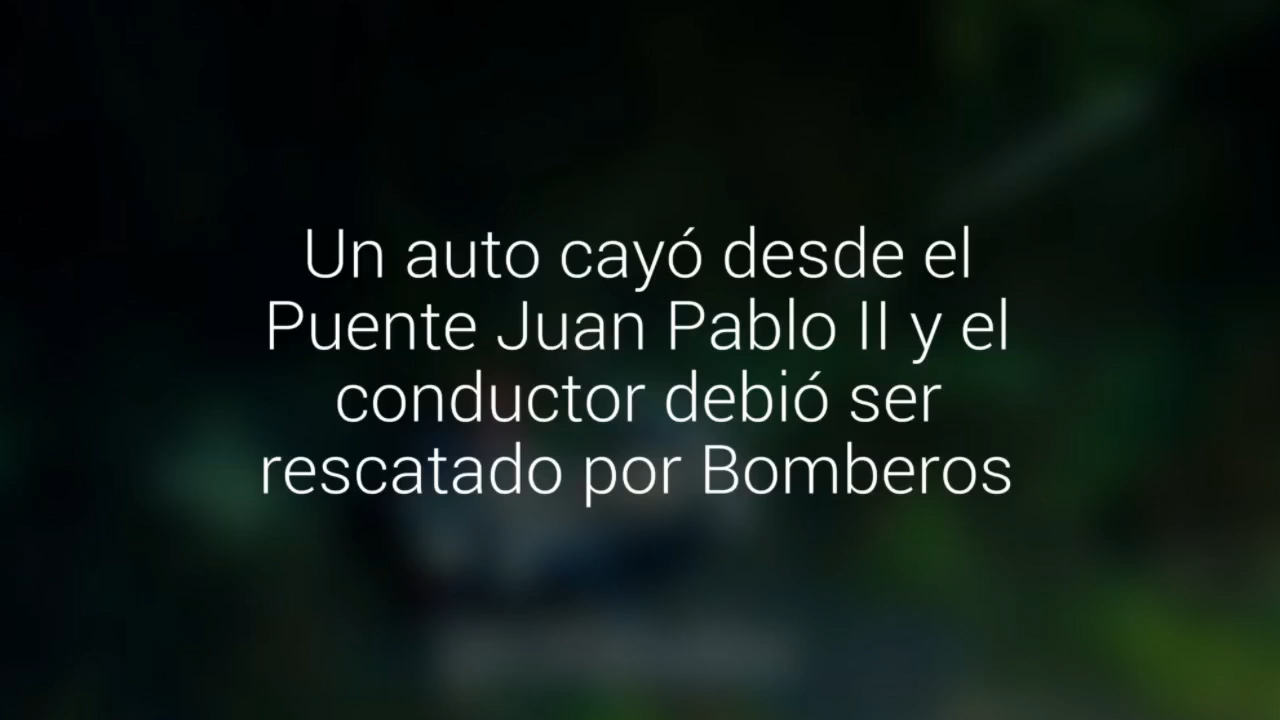 Un auto cayó desde el
Puente Juan Pablo II y el
conductor debió ser
rescatado por Bomberos